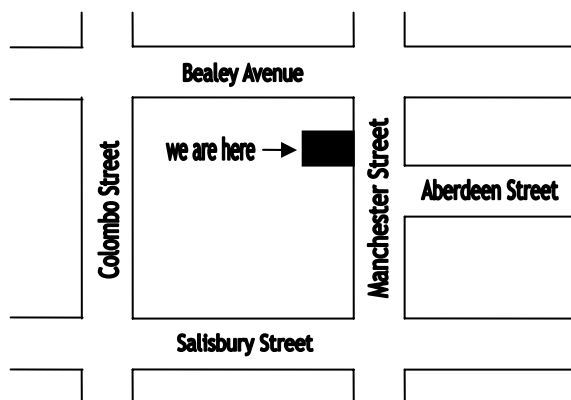 Bealey Avenue
we are here
Colombo Street
Manchester Street
Aberdeen Street
Salisbury Street